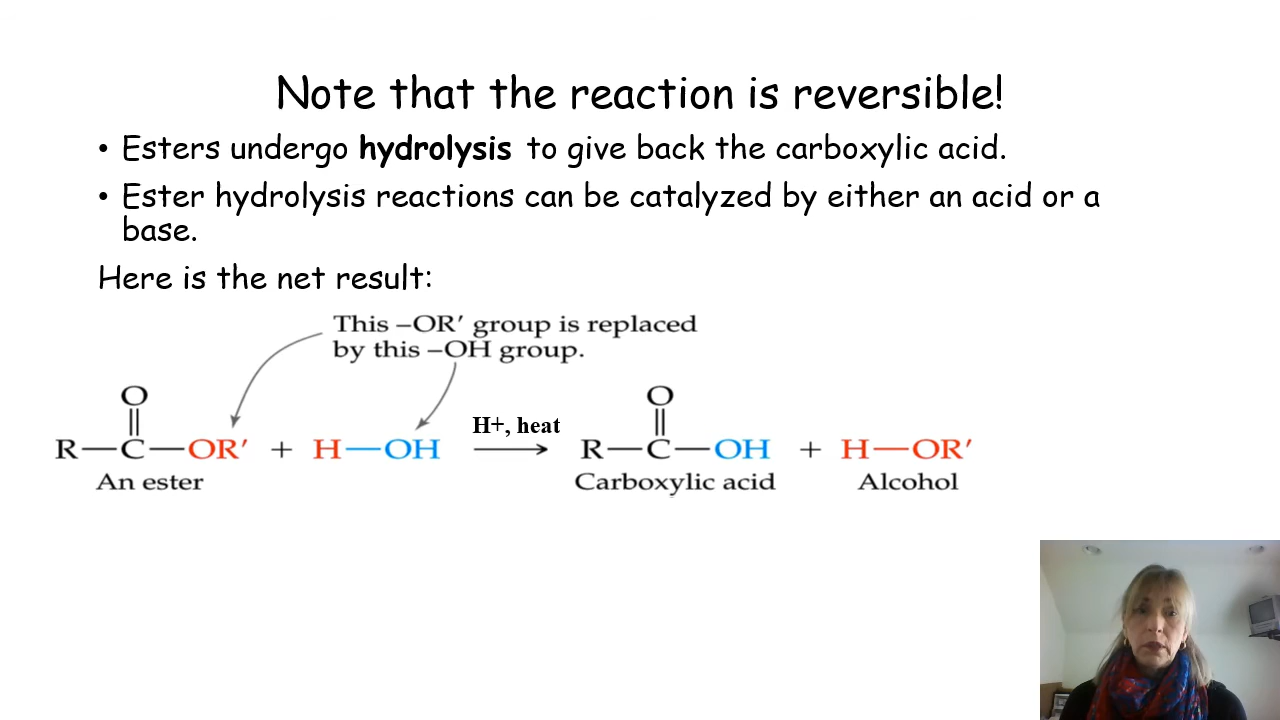 Note that the reaction is reversible!
• Esters undergo hydrolysis to give back the carboxylic acid.
• Ester hydrolysis reactions can be catalyzed by either an acid or a
base.
Here is the net result:
This –OR′ group is replaced
by this –OH group.
O O
H+, heat
R—C—OR′ + H—OH → R—C—OH + H—OR′
An ester Carboxylic acid Alcohol